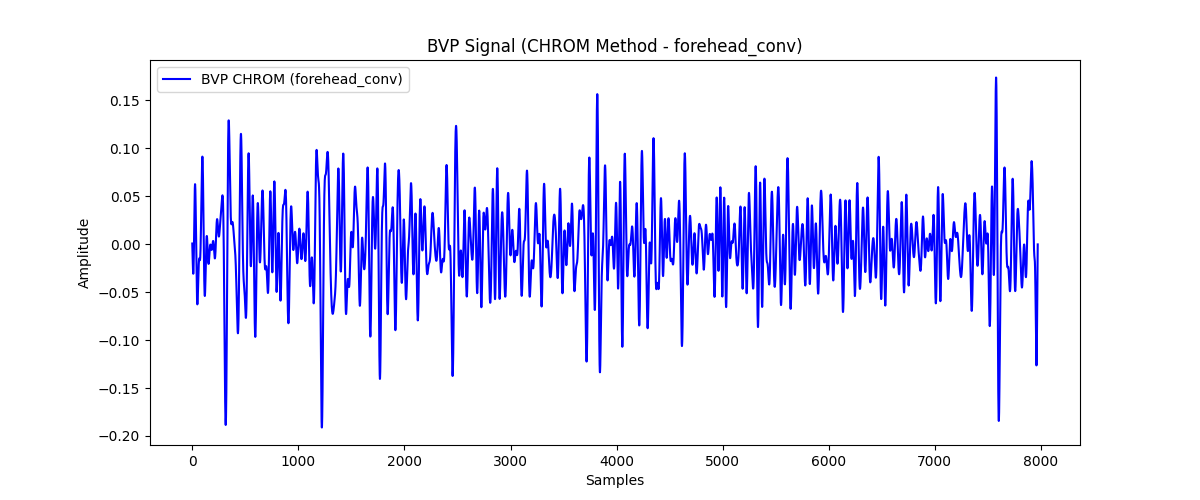 BVP Signal (CHROM Method - forehead_conv)
BVP CHROM (forehead_conv)
Amplitude
0.15
0.10
0.05
0.00
−0.05
−0.10
−0.15
−0.20
0 1000 2000 3000 4000 5000 6000 7000 8000
Samples